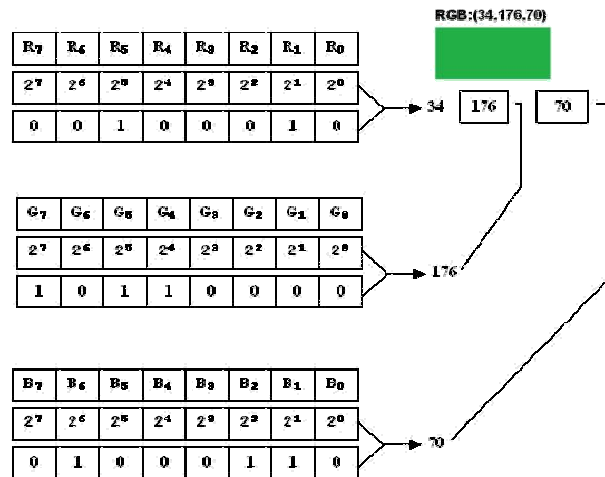 RGB:(34,176,70)
R₇ R₆ R₅ R₄ R₃ R₂ R₁ R₀
2⁷ 2⁶ 2⁵ 2⁴ 2³ 2² 2¹ 2⁰
0 0 1 0 0 0 1 0
34 176 70
G₇ G₆ G₅ G₄ G₃ G₂ G₁ G₀
2⁷ 2⁶ 2⁵ 2⁴ 2³ 2² 2¹ 2⁰
1 0 1 1 0 0 0 0
176
B₇ B₆ B₅ B₄ B₃ B₂ B₁ B₀
2⁷ 2⁶ 2⁵ 2⁴ 2³ 2² 2¹ 2⁰
0 1 0 0 0 1 1 0
70